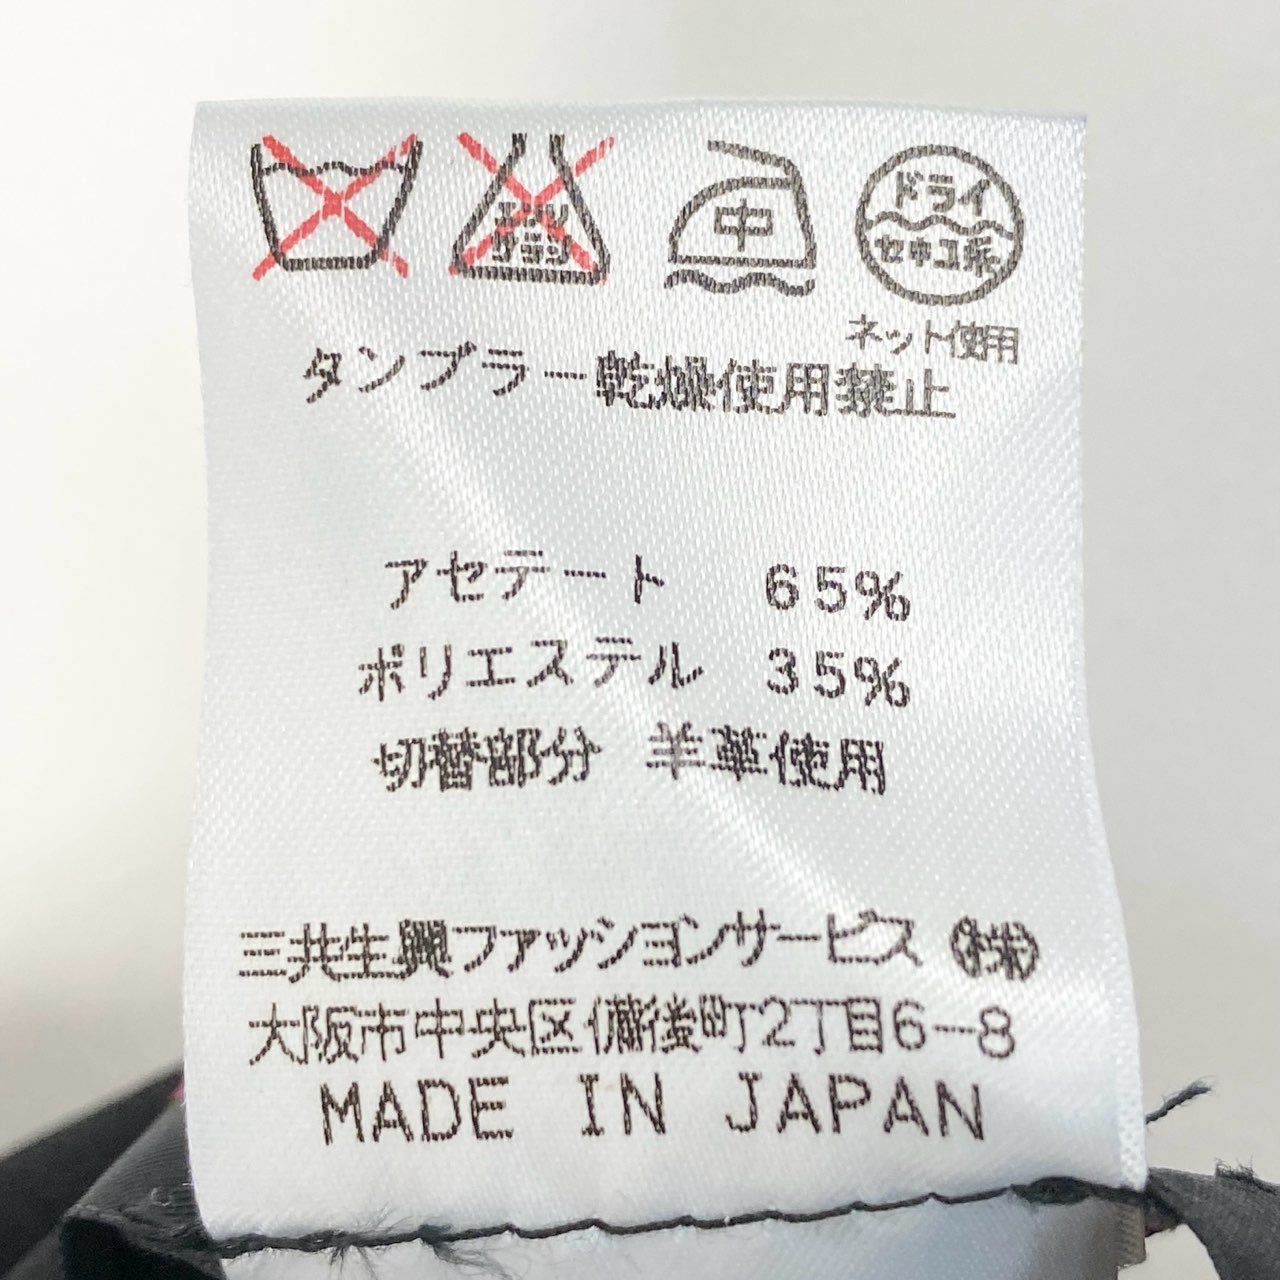 エンソ
サラシ
中
ドライ
セキユ系
ネット使用
タンブラー乾燥使用禁止
アセテート 65%
ポリエステル 35%
切替部分 羊革使用
三共生興ファッションサービス ㈱
大阪市中央区備後町2丁目6-8
MADE IN JAPAN